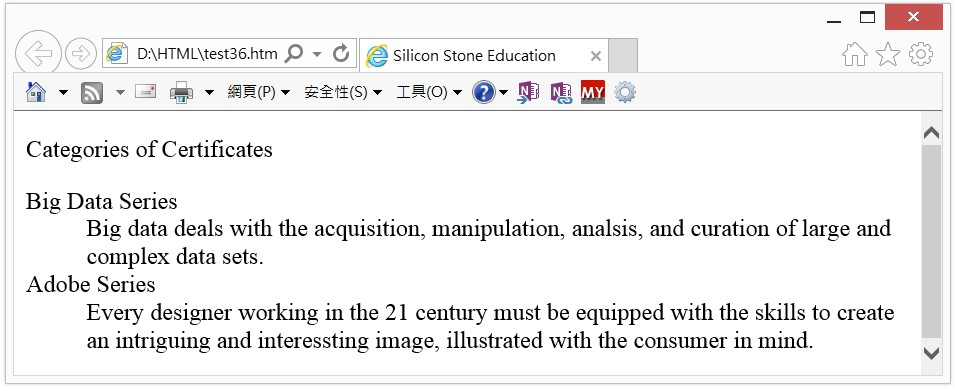 D:\HTML\test36.htm
Silicon Stone Education
網頁(P)
安全性(S)
工具(O)
?
N
N
MY
Categories of Certificates
Big Data Series
Big data deals with the acquisition, manipulation, analsis, and curation of large and
complex data sets.
Adobe Series
Every designer working in the 21 century must be equipped with the skills to create
an intriguing and interessting image, illustrated with the consumer in mind.